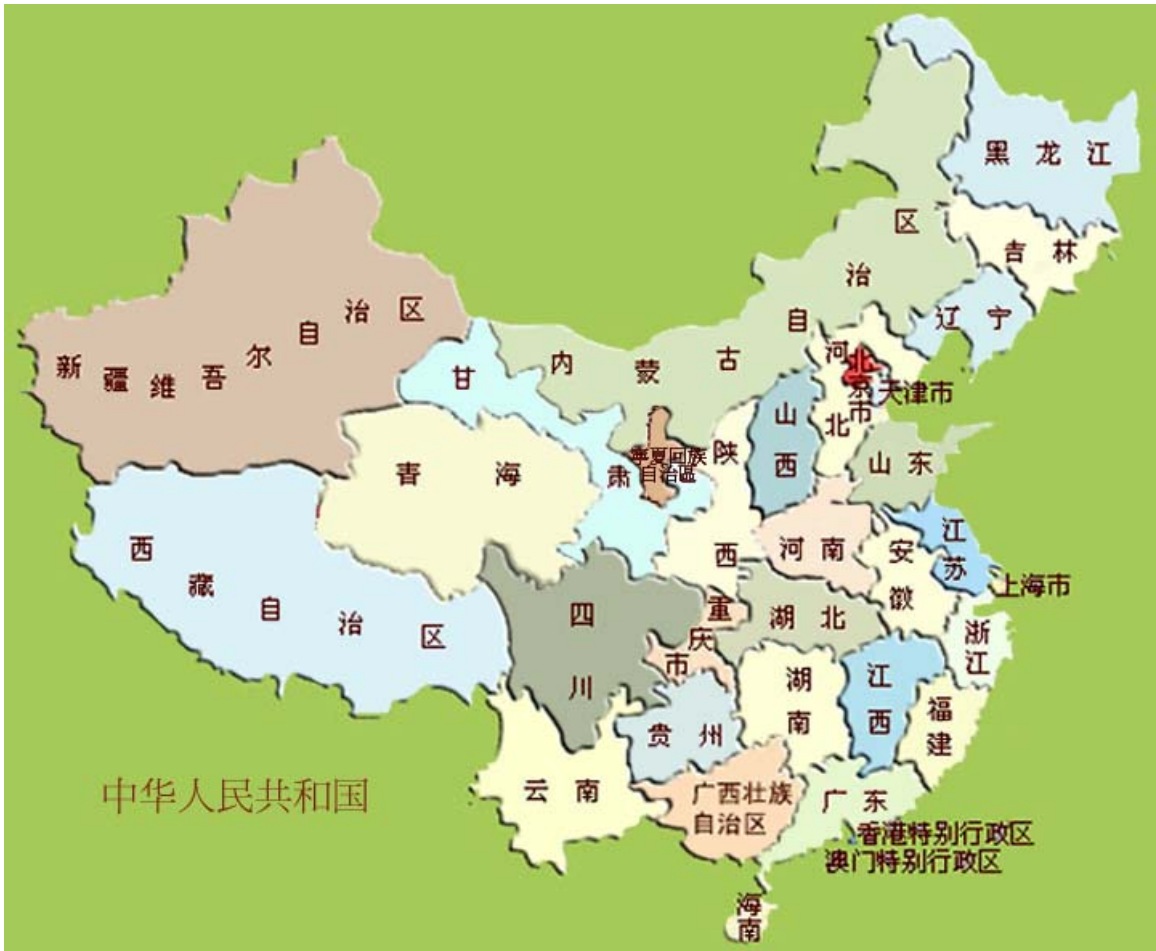 黑龙江
吉林
辽宁
内蒙古自治区
新疆维吾尔自治区
甘肃
河北
北京市
天津市
山西
陕西
寧夏回族
自治區
青海
山东
西藏自治区
河南
江苏
安徽
上海市
四川
重庆市
湖北
浙江
湖南
江西
福建
贵州
云南
广西壮族
自治区
广东
香港特别行政区
澳门特别行政区
海南
中华人民共和国